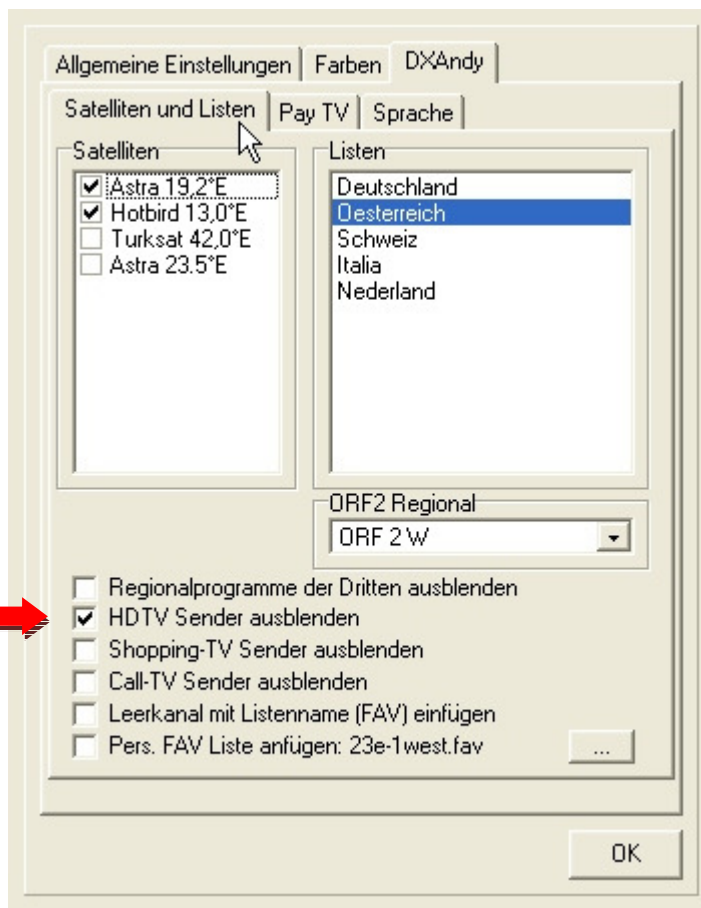 Allgemeine Einstellungen Farben DXAndy
Satelliten und Listen Pay TV Sprache
Satelliten
Astra 19,2°E
Hotbird 13,0°E
Turksat 42,0°E
Astra 23.5°E
Listen
Deutschland
Oesterreich
Schweiz
Italia
Nederland
ORF2 Regional
ORF 2 W
Regionalprogramme der Dritten ausblenden
HDTV Sender ausblenden
Shopping-TV Sender ausblenden
Call-TV Sender ausblenden
Leerkanal mit Listenname (FAV) einfügen
Pers. FAV Liste anfügen: 23e-1west.fav ...
OK